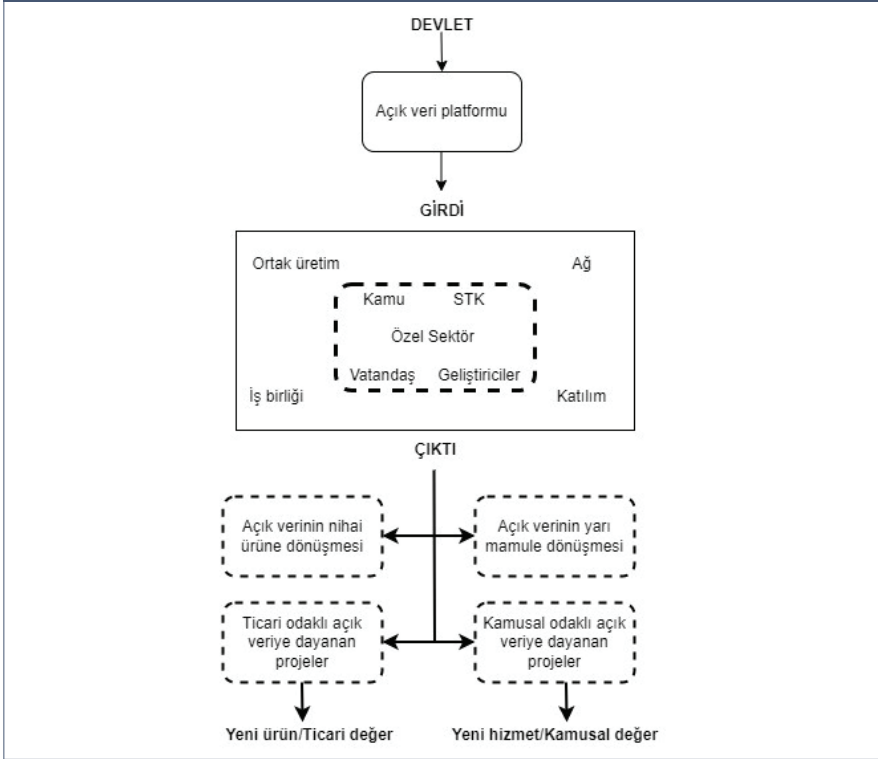 DEVLET
Açık veri platformu
GİRDİ
Ortak üretim
Ağ
Kamu
STK
Özel Sektör
Vatandaş
Geliştiriciler
İş birliği
Katılım
ÇIKTI
Açık verinin nihai
ürüne dönüşmesi
Açık verinin yarı
mamule dönüşmesi
Ticari odaklı açık
veriye dayanan
projeler
Kamusal odaklı açık
veriye dayanan
projeler
Yeni ürün/Ticari değer
Yeni hizmet/Kamusal değer